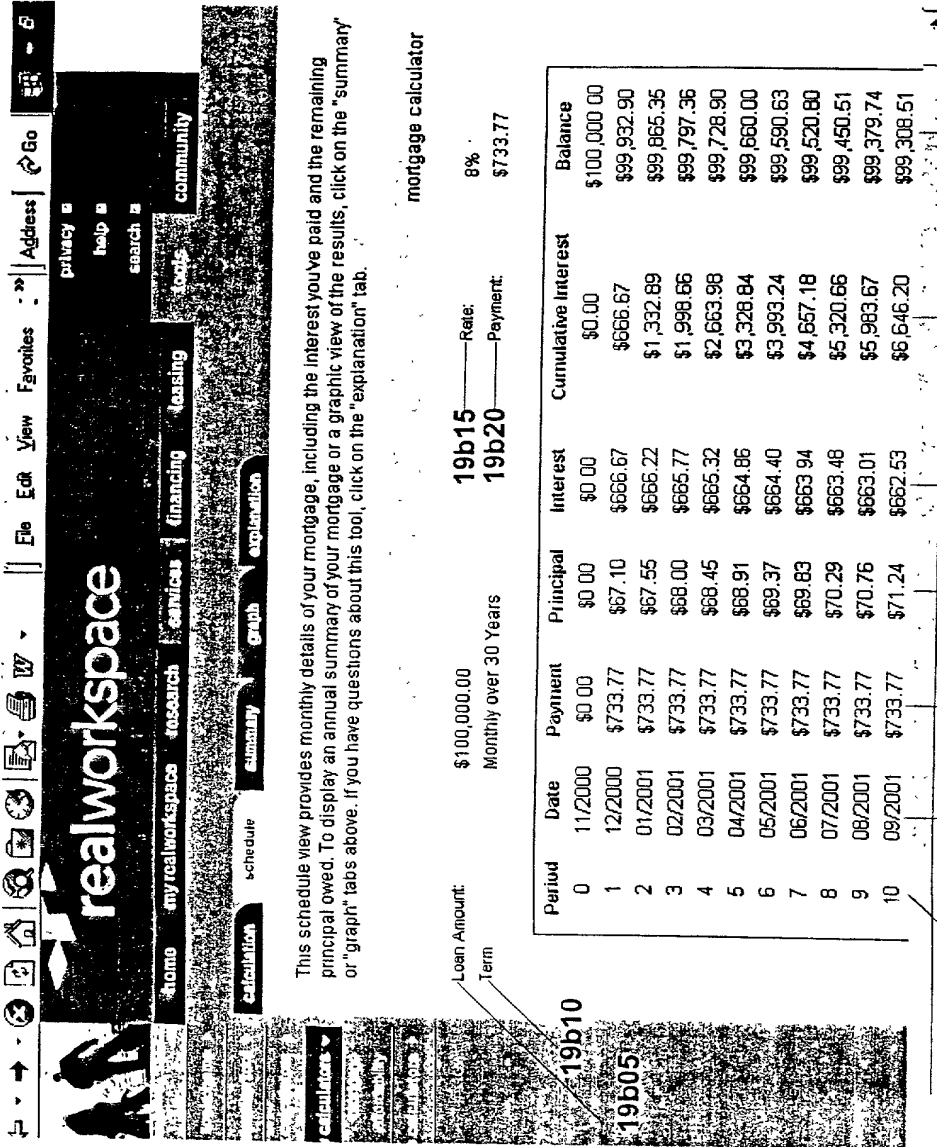 File Edit View Favorites » Address Go
realworkspace
privacy
help
search
home myrealworkspace research services financing leasing tools community
calculation schedule summary graph explanation
This schedule view provides monthly details of your mortgage, including the interest you've paid and the remaining
principal owed. To display an annual summary of your mortgage or a graphic view of the results, click on the "summary"
or "graph" tabs above. If you have questions about this tool, click on the "explanation" tab.
mortgage calculator
Loan Amount: $100,000.00 19b15 Rate: 8%
Term Monthly over 30 Years 19b20 Payment: $733.77
19b10
19b05
Period Date Payment Principal Interest Cumulative Interest Balance
0 11/2000 $0 00 $0 00 $0 00 $0.00 $100,000 00
1 12/2000 $733.77 $67.10 $666.67 $666.67 $99,932.90
2 01/2001 $733.77 $67.55 $666.22 $1,332.89 $99,865.35
3 02/2001 $733.77 $68.00 $665.77 $1,998.66 $99,797.36
4 03/2001 $733.77 $68.45 $665.32 $2,663.98 $99,728.90
5 04/2001 $733.77 $68.91 $664.86 $3,328.84 $99,660.00
6 05/2001 $733.77 $69.37 $664.40 $3,993.24 $99,590.63
7 06/2001 $733.77 $69.83 $663 94 $4,657.18 $99,520.80
8 07/2001 $733.77 $70.29 $663.48 $5,320.66 $99,450.51
9 08/2001 $733.77 $70.76 $663.01 $5,983.67 $99,379.74
10 09/2001 $733.77 $71.24 $662.53 $6,646.20 $99,308.51